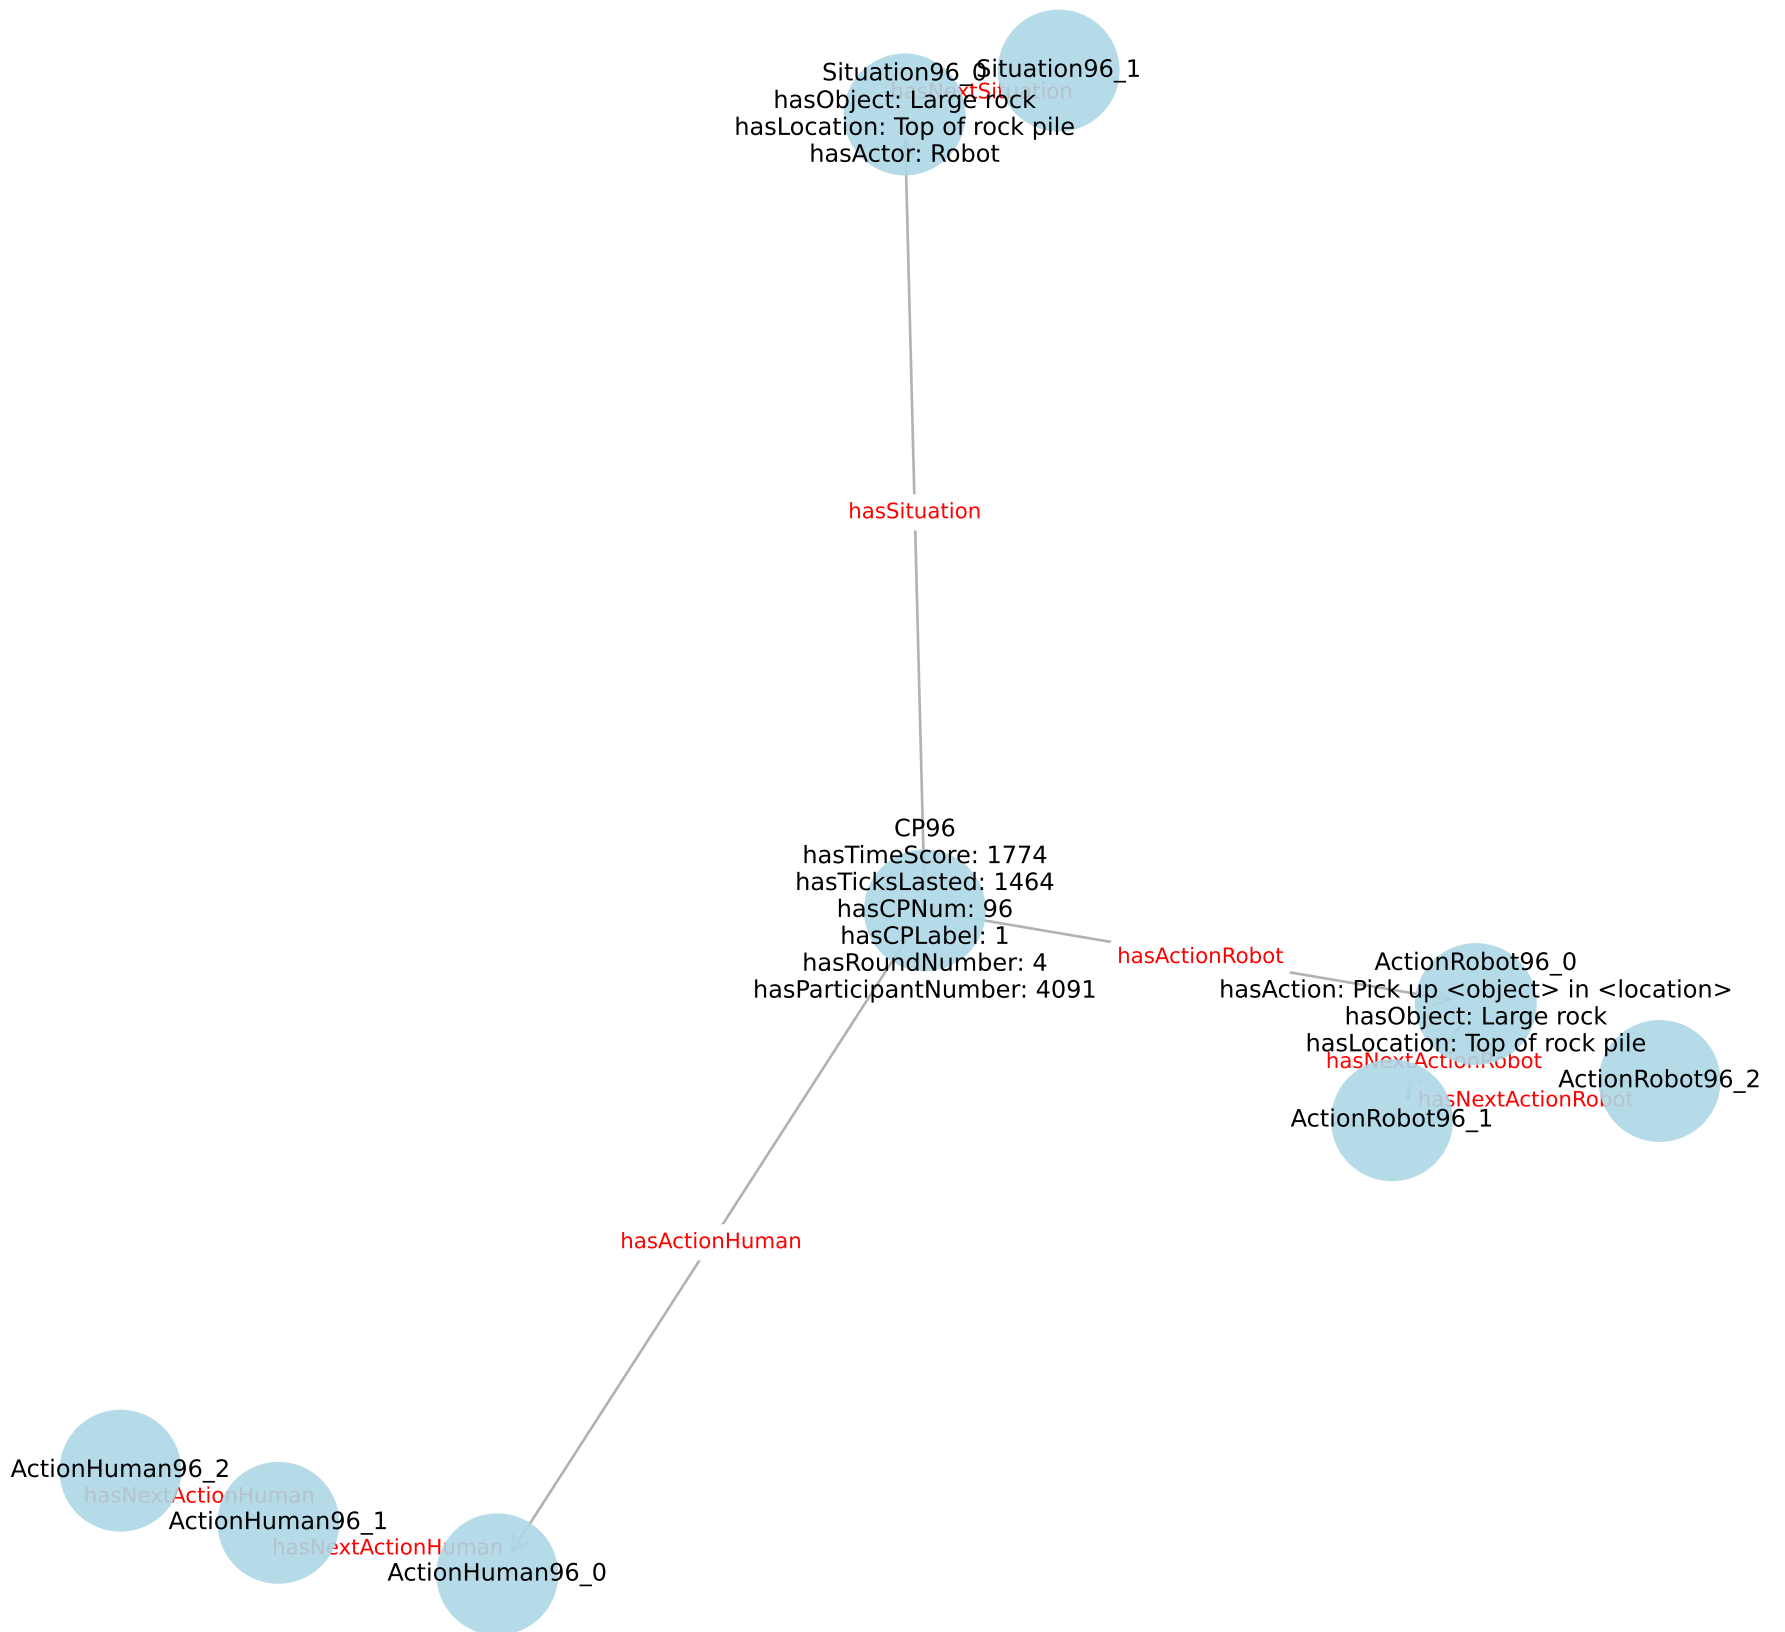 Situation96_1
Situation96_0
hasNextSituation
hasObject: Large rock
hasLocation: Top of rock pile
hasActor: Robot
hasSituation
CP96
hasTimeScore: 1774
hasTicksLasted: 1464
hasCPNum: 96
hasCPLabel: 1
hasRoundNumber: 4
hasParticipantNumber: 4091
hasActionRobot
ActionRobot96_0
hasAction: Pick up <object> in <location>
hasObject: Large rock
hasLocation: Top of rock pile
hasNextActionRobot
ActionRobot96_2
hasNextActionRobot
ActionRobot96_1
hasActionHuman
ActionHuman96_2
hasNextActionHuman
ActionHuman96_1
hasNextActionHuman
ActionHuman96_0